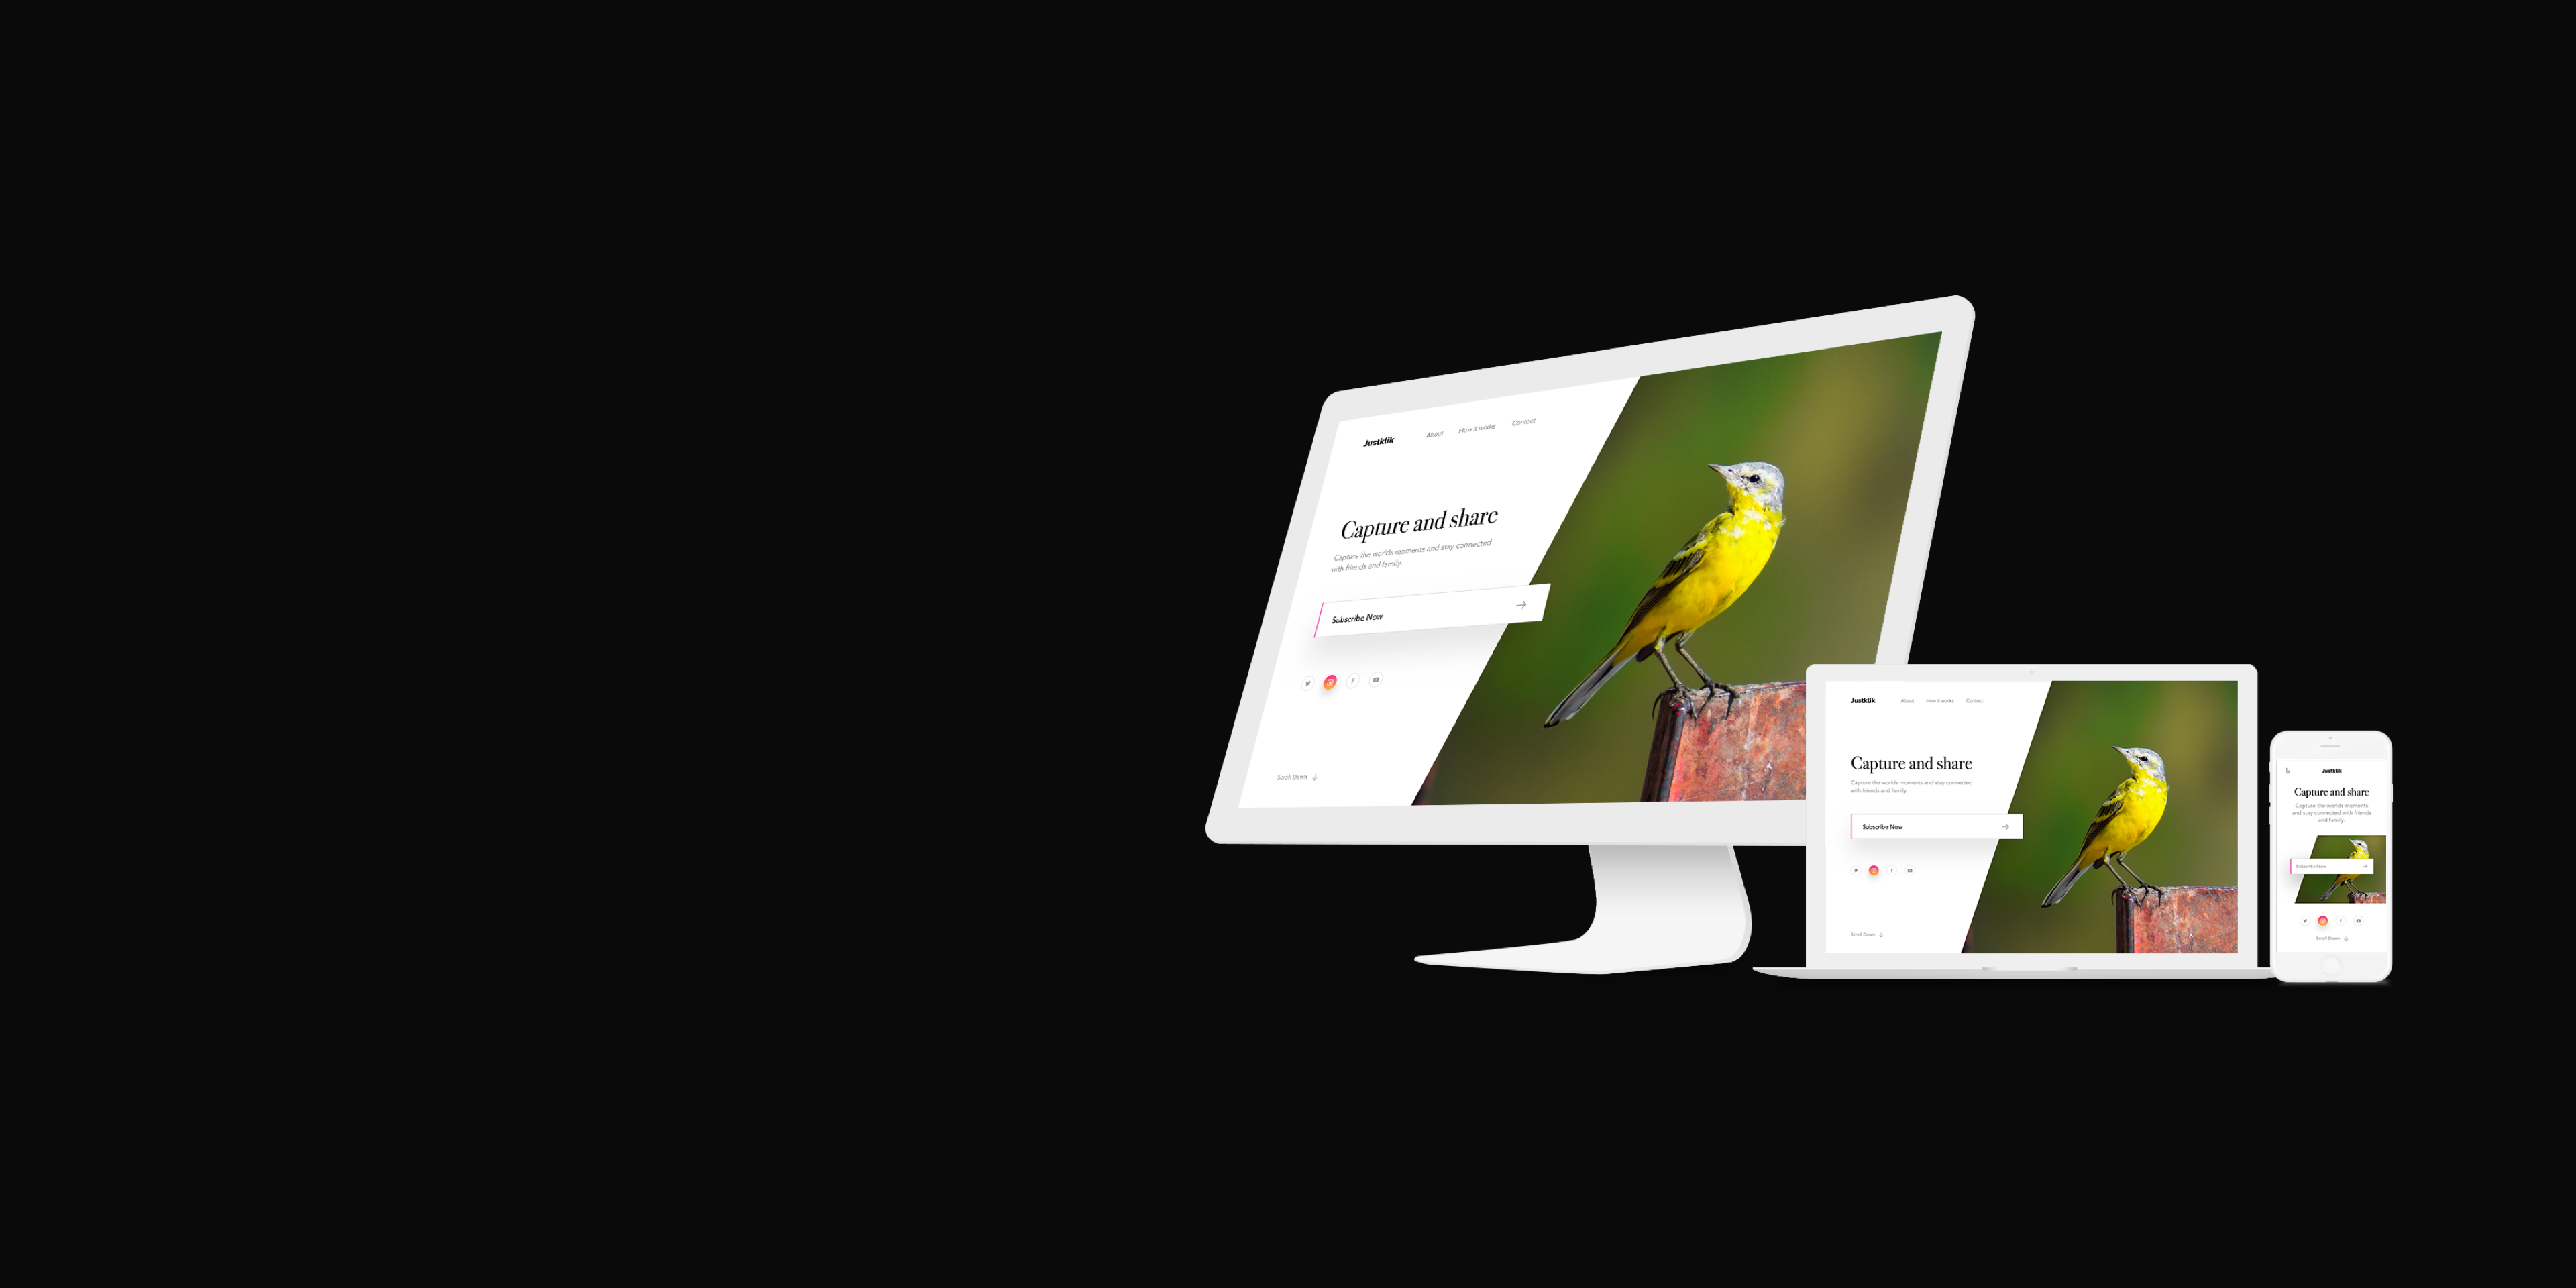 Justklik
About
How it works
Contact
Capture and share
Capture the worlds moments and stay connected
with friends and family.
Subscribe Now
Scroll Down
Justklik
About
How it works
Contact
Capture and share
Capture the worlds moments and stay connected
with friends and family.
Subscribe Now
Scroll Down
Justklik
Capture and share
Capture the worlds moments
and stay connected with friends
and family.
Subscribe Now
Scroll Down